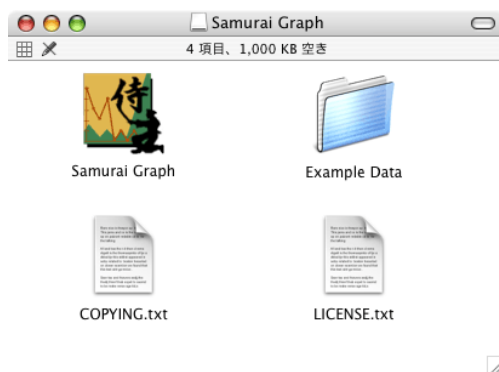 Samurai Graph
4 項目、1,000 KB 空き
侍
Samurai Graph
Example Data
COPYING.txt
LICENSE.txt